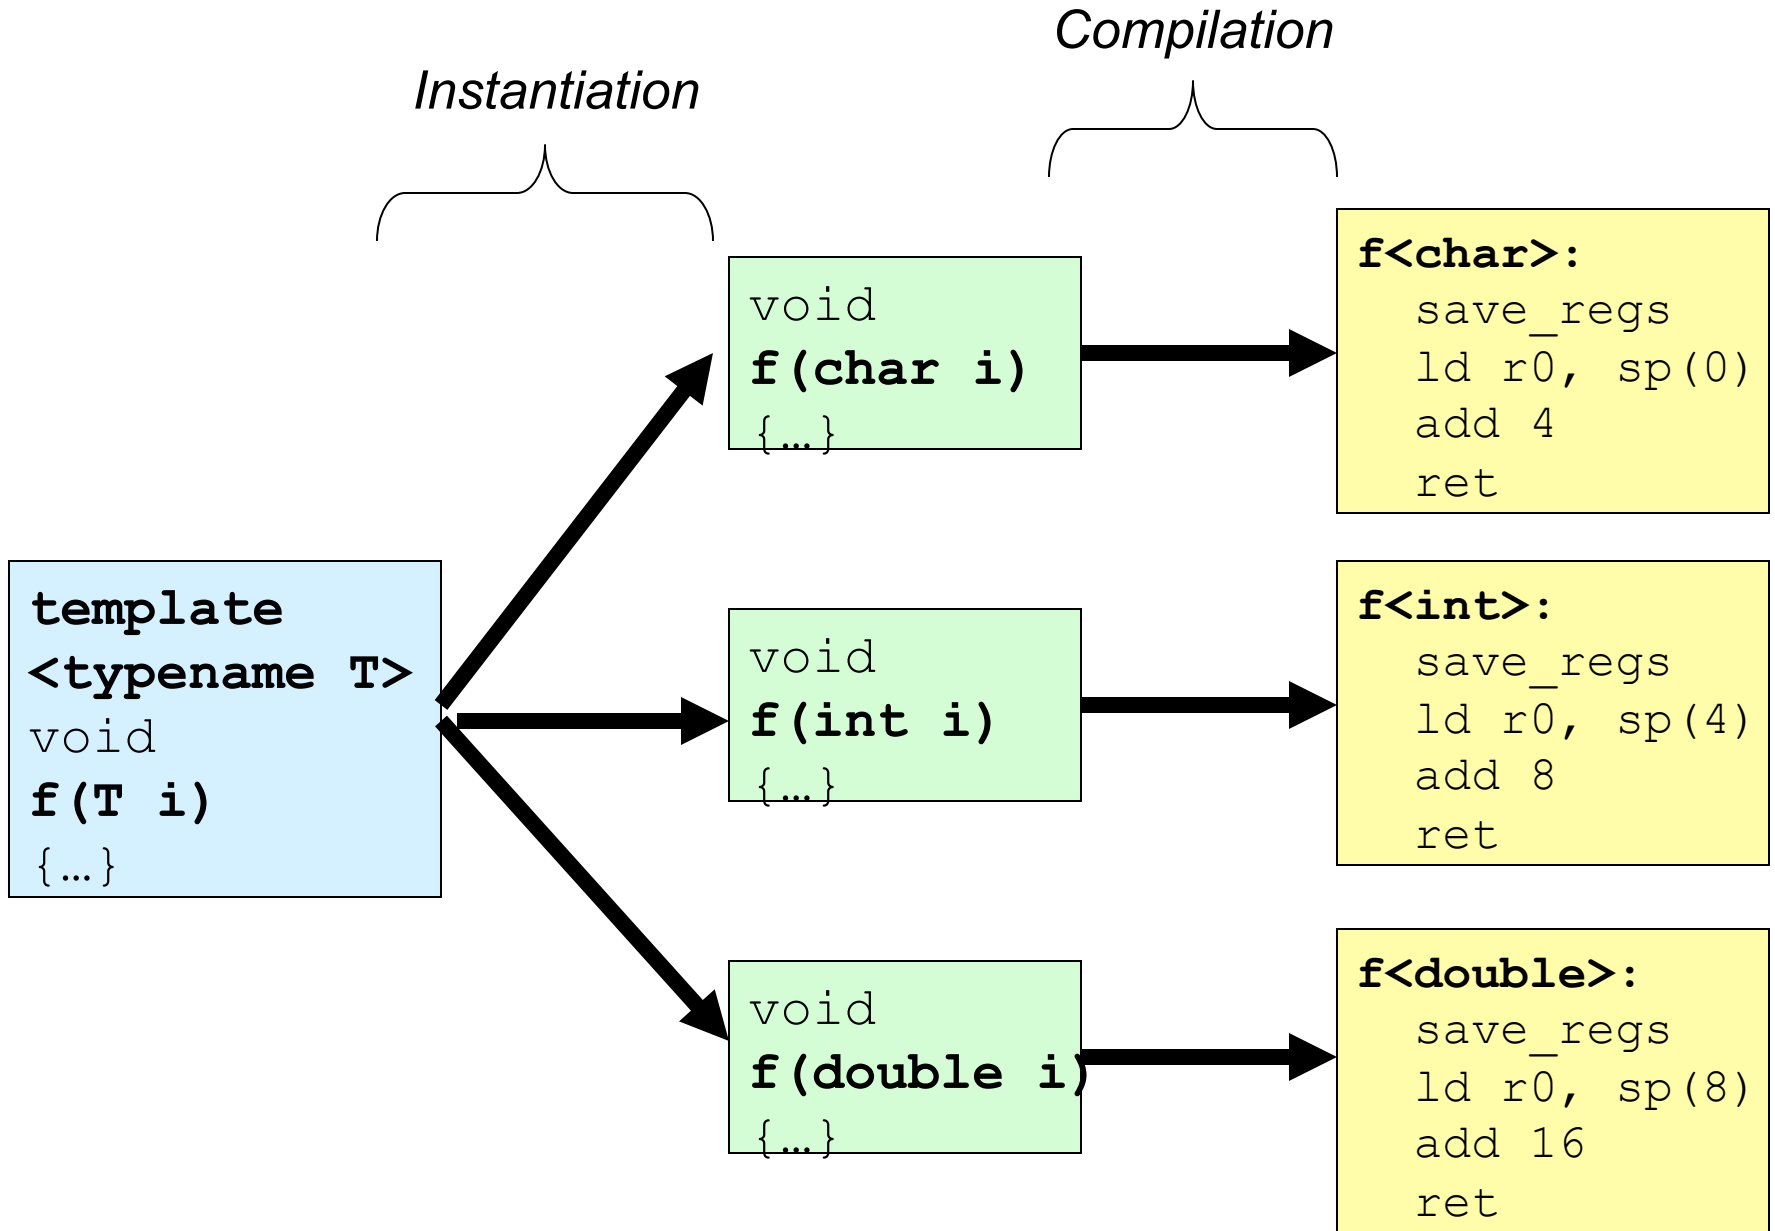 Compilation
Instantiation
template
<typename T>
void
f(T i)
{…}
void
f(char i)
{…}
void
f(int i)
{…}
void
f(double i)
{…}
f<char>:
save_regs
ld r0, sp(0)
add 4
ret
f<int>:
save_regs
ld r0, sp(4)
add 8
ret
f<double>:
save_regs
ld r0, sp(8)
add 16
ret